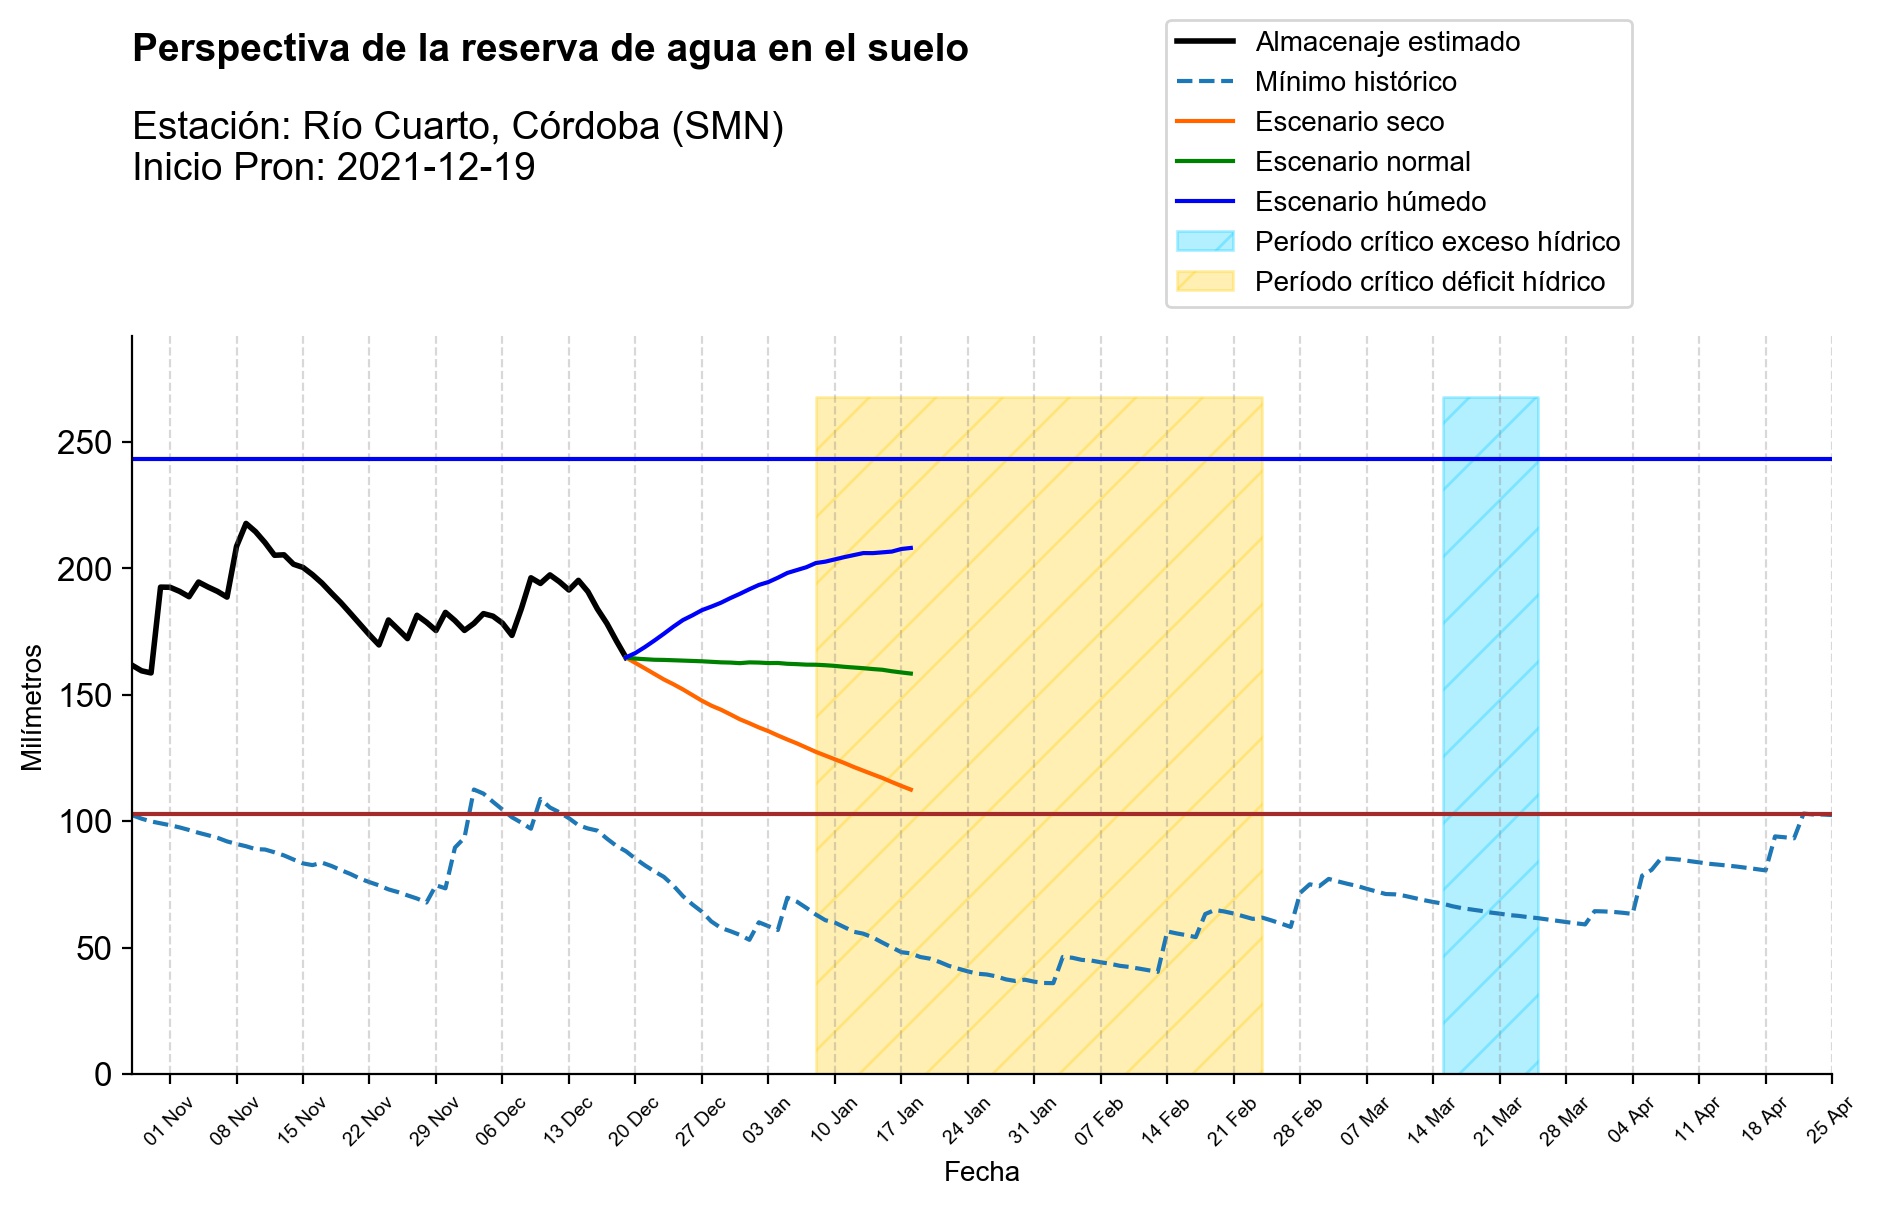 Perspectiva de la reserva de agua en el suelo
Estación: Río Cuarto, Córdoba (SMN)
Inicio Pron: 2021-12-19
Almacenaje estimado
Mínimo histórico
Escenario seco
Escenario normal
Escenario húmedo
Período crítico exceso hídrico
Período crítico déficit hídrico
Milímetros
250
200
150
100
50
0
01 Nov
08 Nov
15 Nov
22 Nov
29 Nov
06 Dec
13 Dec
20 Dec
27 Dec
03 Jan
10 Jan
17 Jan
24 Jan
31 Jan
07 Feb
14 Feb
21 Feb
28 Feb
07 Mar
14 Mar
21 Mar
28 Mar
04 Apr
11 Apr
18 Apr
25 Apr
Fecha